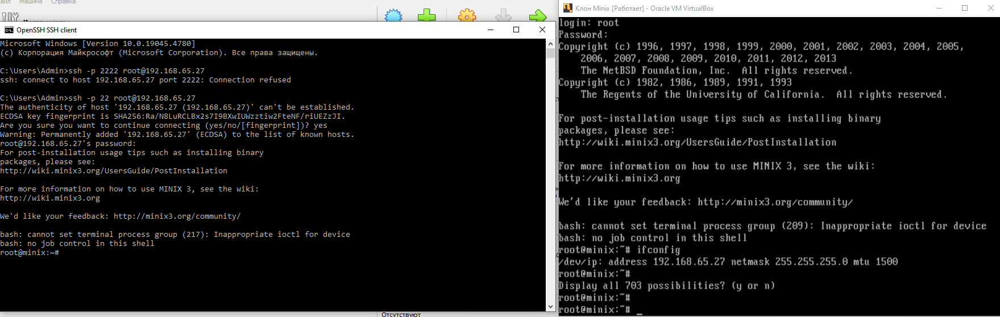 айл Машина Справка
OpenSSH SSH client
Microsoft Windows [Version 10.0.19045.4780]
(c) Корпорация Майкрософт (Microsoft Corporation). Все права защищены.
C:\Users\Admin>ssh -p 2222 root@192.168.65.27
ssh: connect to host 192.168.65.27 port 2222: Connection refused
C:\Users\Admin>ssh -p 22 root@192.168.65.27
The authenticity of host '192.168.65.27 (192.168.65.27)' can't be established.
ECDSA key fingerprint is SHA256:Ra/N8LuRCLBx2s7I9BXwIUWzztiw2FteNF/riUEZzJI.
Are you sure you want to continue connecting (yes/no/[fingerprint])? yes
Warning: Permanently added '192.168.65.27' (ECDSA) to the list of known hosts.
root@192.168.65.27's password:
For post-installation usage tips such as installing binary
packages, please see:
http://wiki.minix3.org/UsersGuide/PostInstallation
For more information on how to use MINIX 3, see the wiki:
http://wiki.minix3.org
We'd like your feedback: http://minix3.org/community/
bash: cannot set terminal process group (217): Inappropriate ioctl for device
bash: no job control in this shell
root@minix:~#
Отсутствуют
Клон Minix [Работает] - Oracle VM VirtualBox
login: root
Password:
Copyright (c) 1996, 1997, 1998, 1999, 2000, 2001, 2002, 2003, 2004, 2005,
2006, 2007, 2008, 2009, 2010, 2011, 2012, 2013
The NetBSD Foundation, Inc. All rights reserved.
Copyright (c) 1982, 1986, 1989, 1991, 1993
The Regents of the University of California. All rights reserved.
For post-installation usage tips such as installing binary
packages, please see:
http://wiki.minix3.org/UsersGuide/PostInstallation
For more information on how to use MINIX 3, see the wiki:
http://wiki.minix3.org
We'd like your feedback: http://minix3.org/community/
bash: cannot set terminal process group (209): Inappropriate ioctl for device
bash: no job control in this shell
root@minix:~# ifconfig
/dev/ip: address 192.168.65.27 netmask 255.255.255.0 mtu 1500
root@minix:~#
Display all 703 possibilities? (y or n)
root@minix:~#
root@minix:~# _